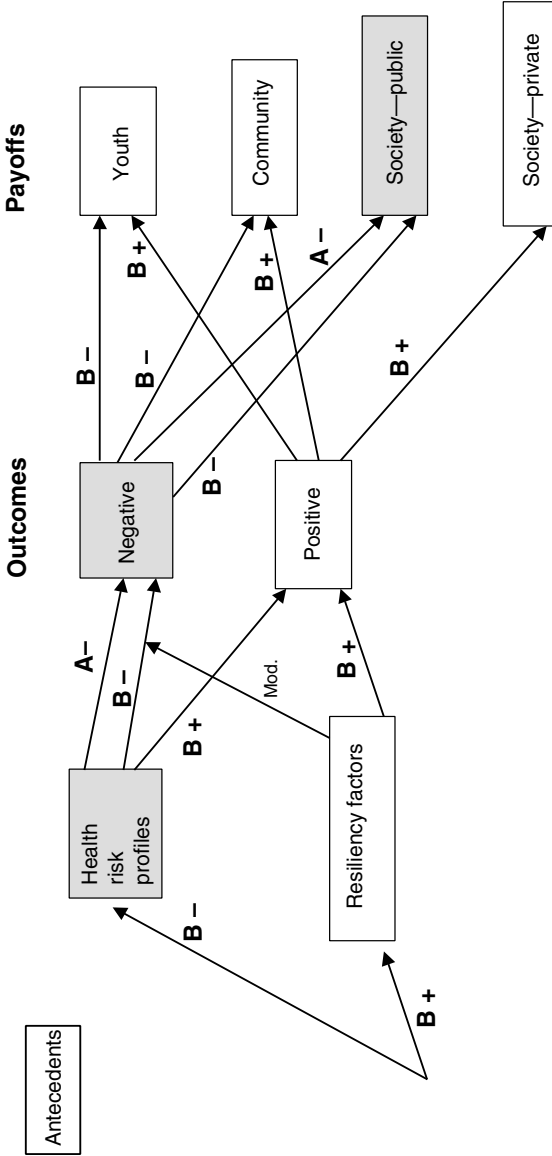 Antecedents
Outcomes
Payoffs
Health
risk
profiles
Resiliency factors
Negative
Positive
Youth
Community
Society—public
Society—private
B –
B +
A–
B –
B +
Mod.
B +
B –
B +
B –
B +
A –
B –
B +